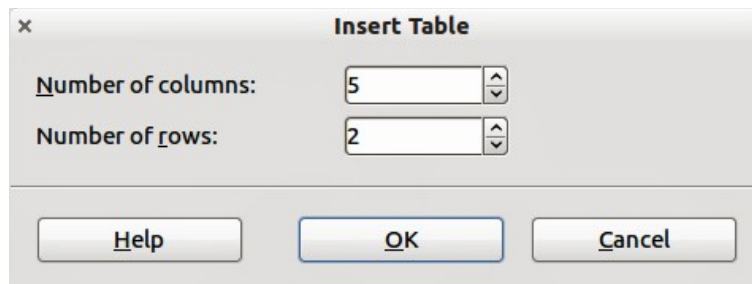 × Insert Table
Number of columns: 5
Number of rows: 2
Help OK Cancel